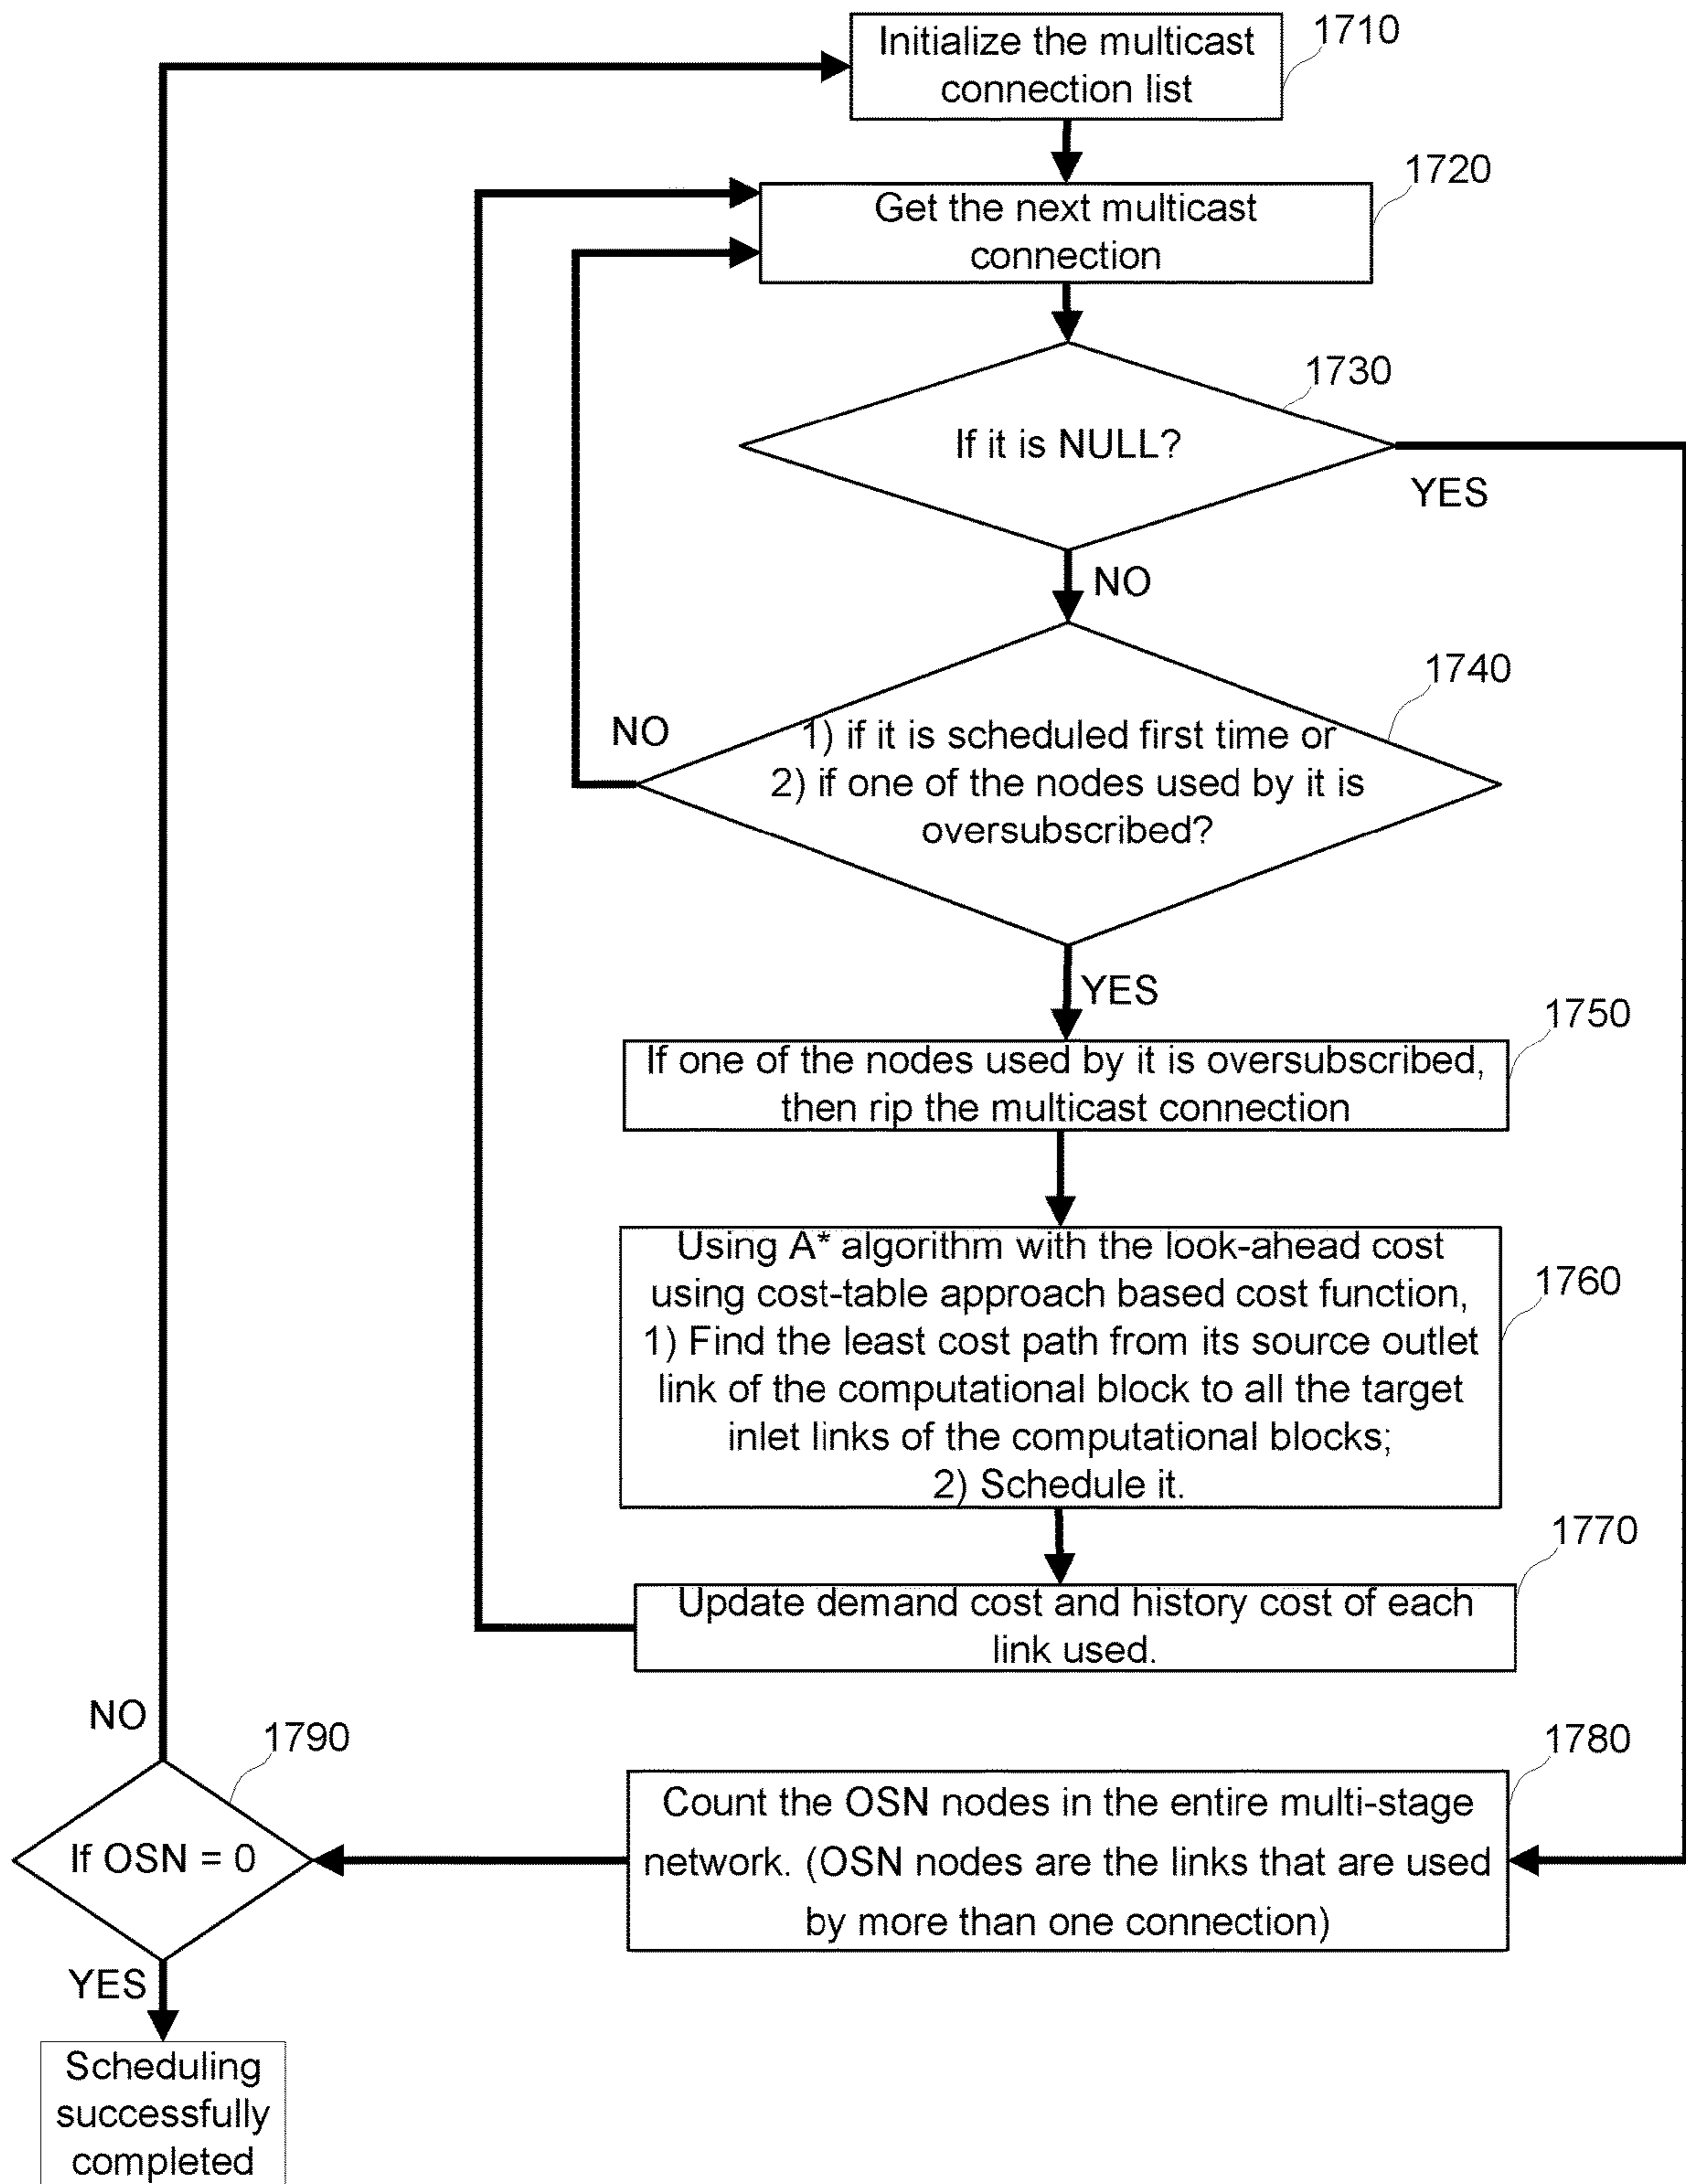 Initialize the multicast
connection list
1710
1720
Get the next multicast
connection
1730
If it is NULL?
YES
NO
1740
NO
1) if it is scheduled first time or
2) if one of the nodes used by it is
oversubscribed?
YES
1750
If one of the nodes used by it is oversubscribed,
then rip the multicast connection
Using A* algorithm with the look-ahead cost
using cost-table approach based cost function,
1760
1) Find the least cost path from its source outlet
link of the computational block to all the target
inlet links of the computational blocks;
2) Schedule it.
1770
Update demand cost and history cost of each
link used.
NO
1790
1780
Count the OSN nodes in the entire multi-stage
network. (OSN nodes are the links that are used
by more than one connection)
If OSN = 0
YES
Scheduling
successfully
completed